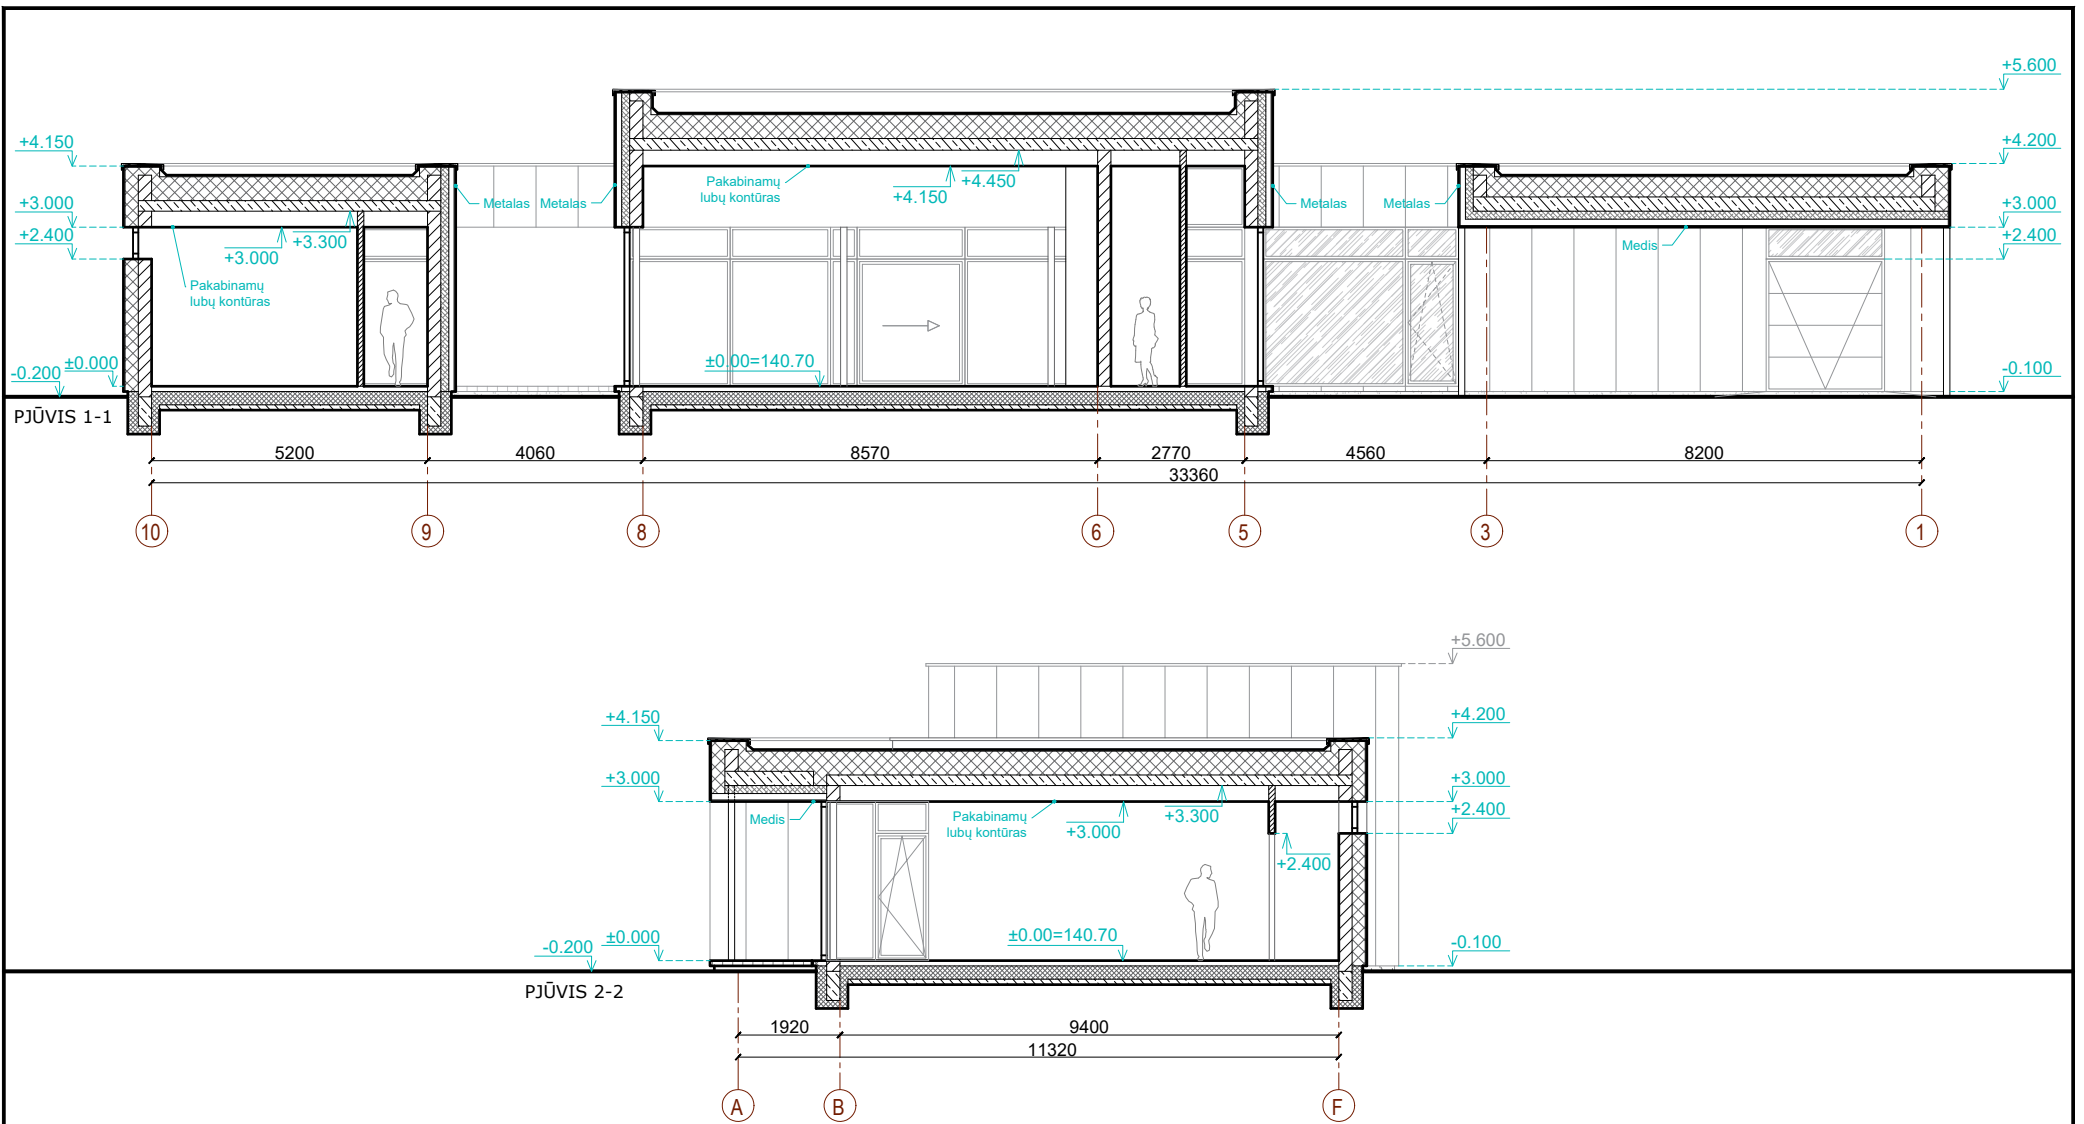 +5.600
+4.150
+4.200
+4.450
Pakabinamų
lubų kontūras
+4.150
+3.000
Metalas
Metalas
Metalas
Metalas
+3.000
+2.400
+3.300
+3.000
Medis
+2.400
Pakabinamų
lubų kontūras
±0.000
±0.00=140.70
-0.200
-0.100
PJŪVIS 1-1
5200
4060
8570
2770
4560
8200
33360
10
9
8
6
5
3
1
+5.600
+4.150
+4.200
+3.000
+3.000
Medis
Pakabinamų
lubų kontūras
+3.000
+3.300
+2.400
+2.400
±0.000
±0.00=140.70
-0.200
-0.100
PJŪVIS 2-2
1920
9400
11320
A
B
F